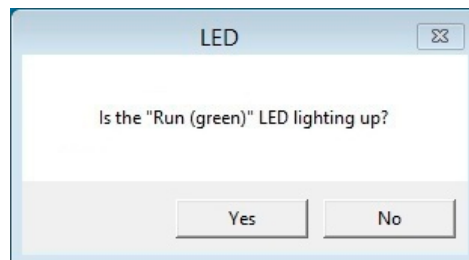 LED
Is the "Run (green)" LED lighting up?
Yes
No